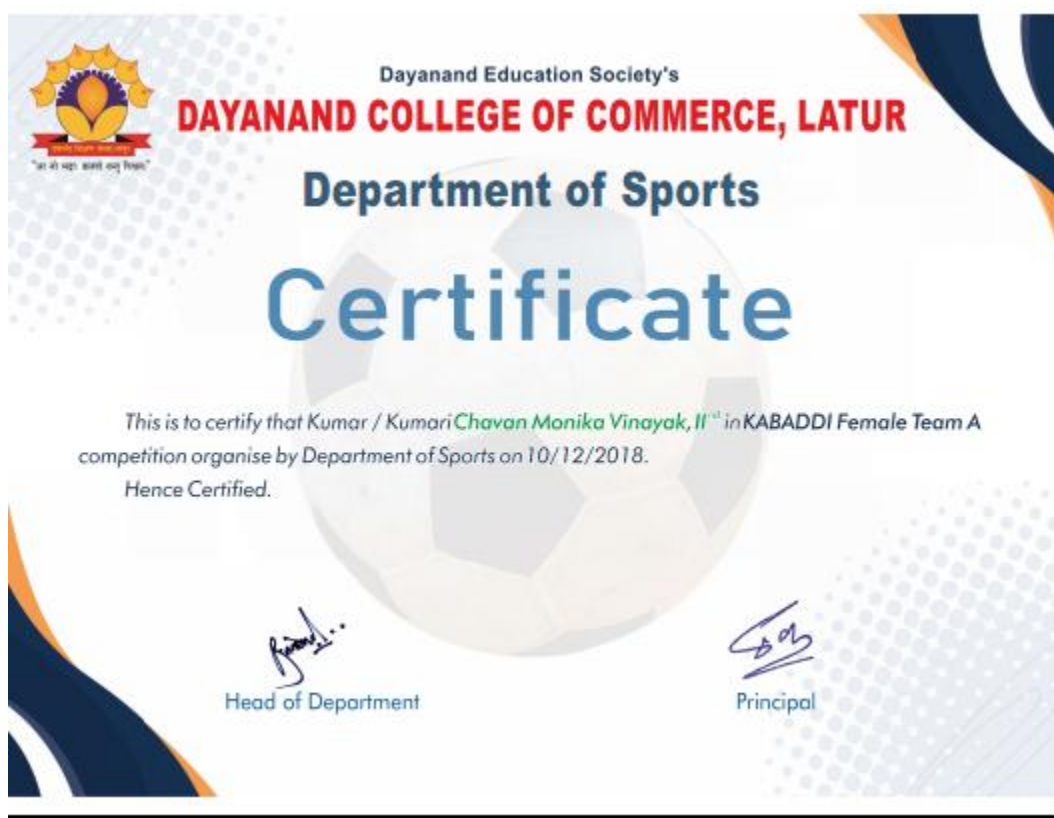 Dayanand Education Society's
DAYANAND COLLEGE OF COMMERCE, LATUR
Department of Sports
Certificate
This is to certify that Kumar / Kumari Chavan Monika Vinayak, II nd in KABADDI Female Team A
competition organise by Department of Sports on 10/12/2018.
Hence Certified.
Head of Department
Principal